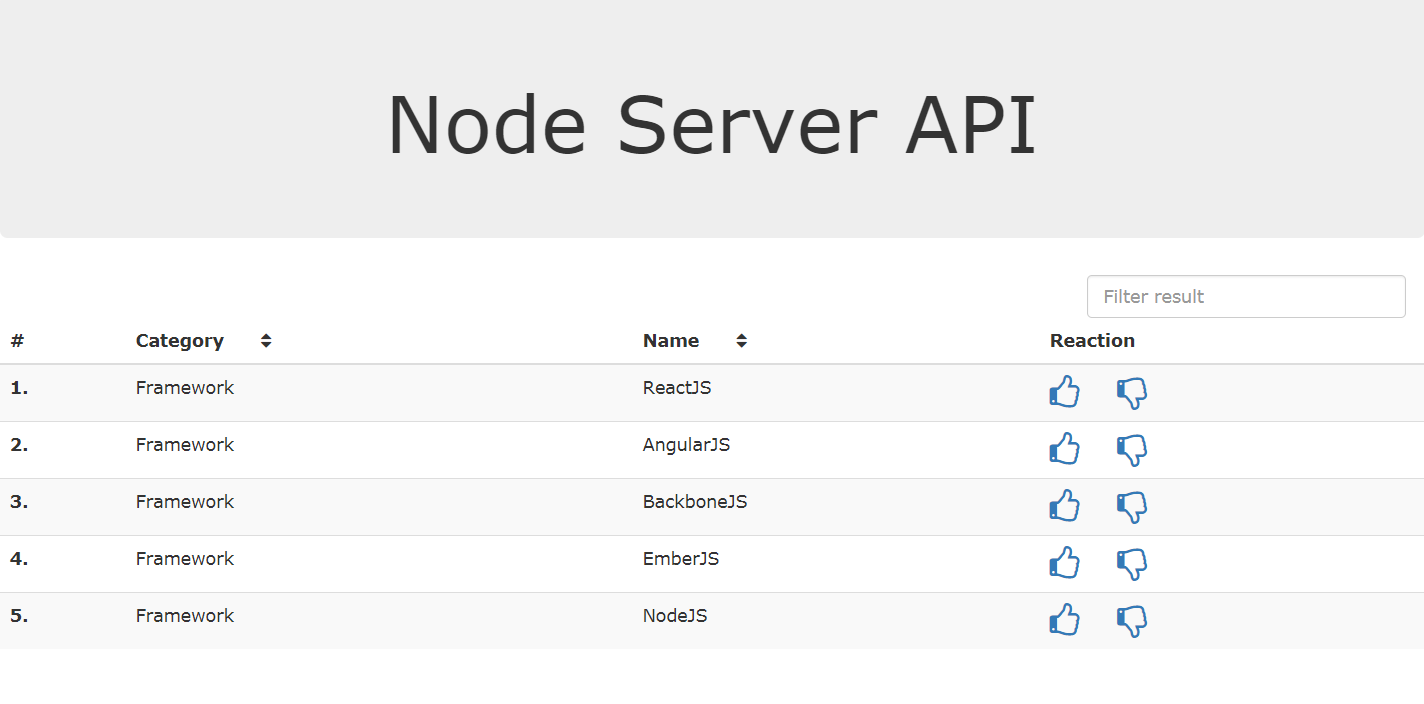 Node Server API
Filter result
# Category Name Reaction
1. Framework ReactJS
2. Framework AngularJS
3. Framework BackboneJS
4. Framework EmberJS
5. Framework NodeJS